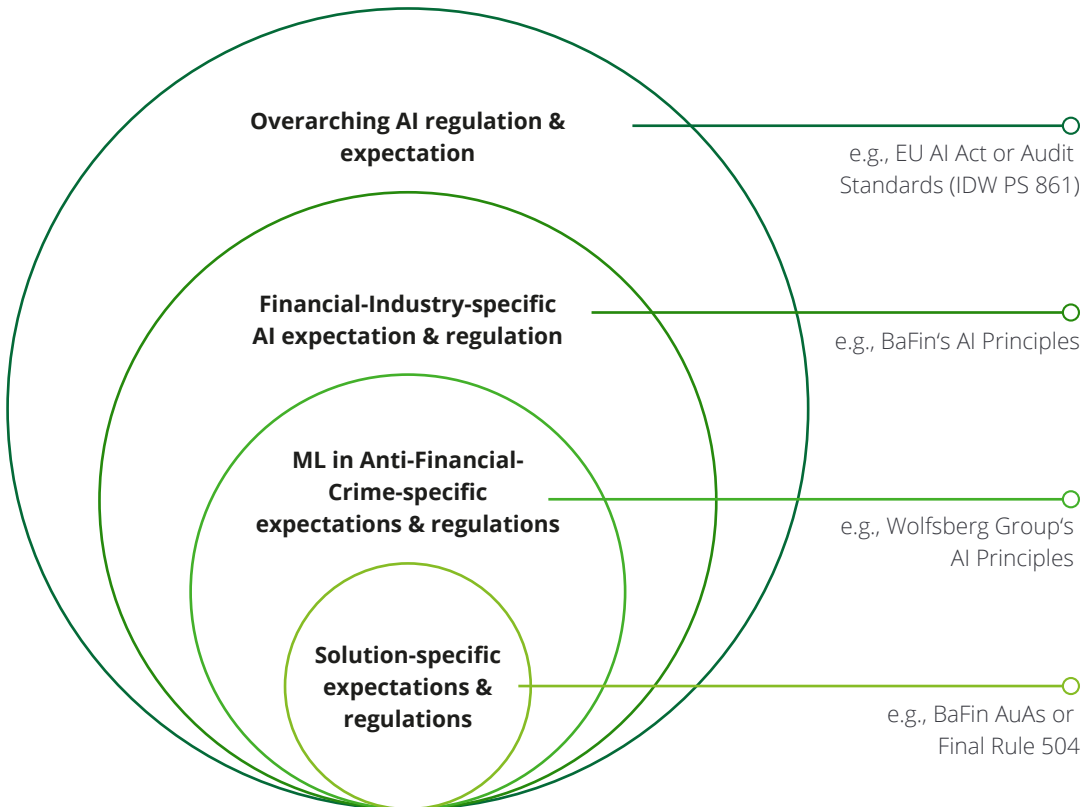 Overarching AI regulation &
expectation
e.g., EU AI Act or Audit
Standards (IDW PS 861)
Financial-Industry-specific
AI expectation & regulation
e.g., BaFin‘s AI Principles
ML in Anti-Financial-
Crime-specific
expectations & regulations
e.g., Wolfsberg Group‘s
AI Principles
Solution-specific
expectations &
regulations
e.g., BaFin AuAs or
Final Rule 504